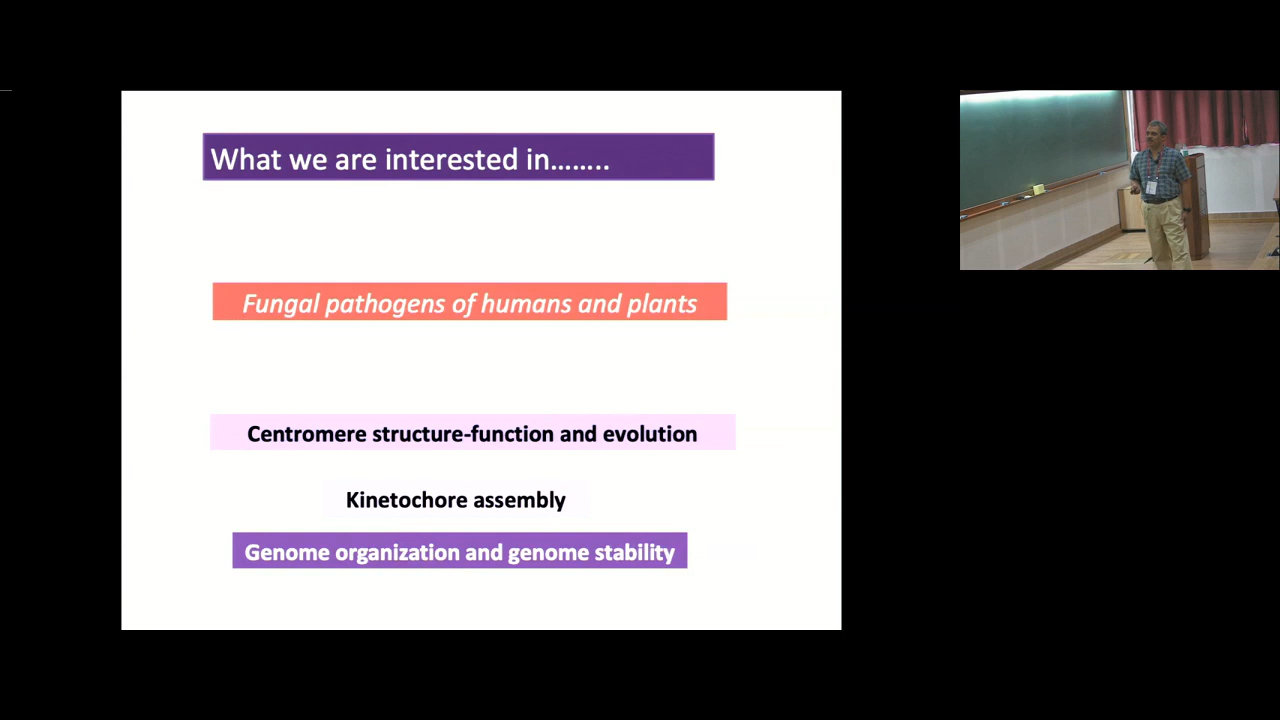 What we are interested in........
Fungal pathogens of humans and plants
Centromere structure-function and evolution
Kinetochore assembly
Genome organization and genome stability